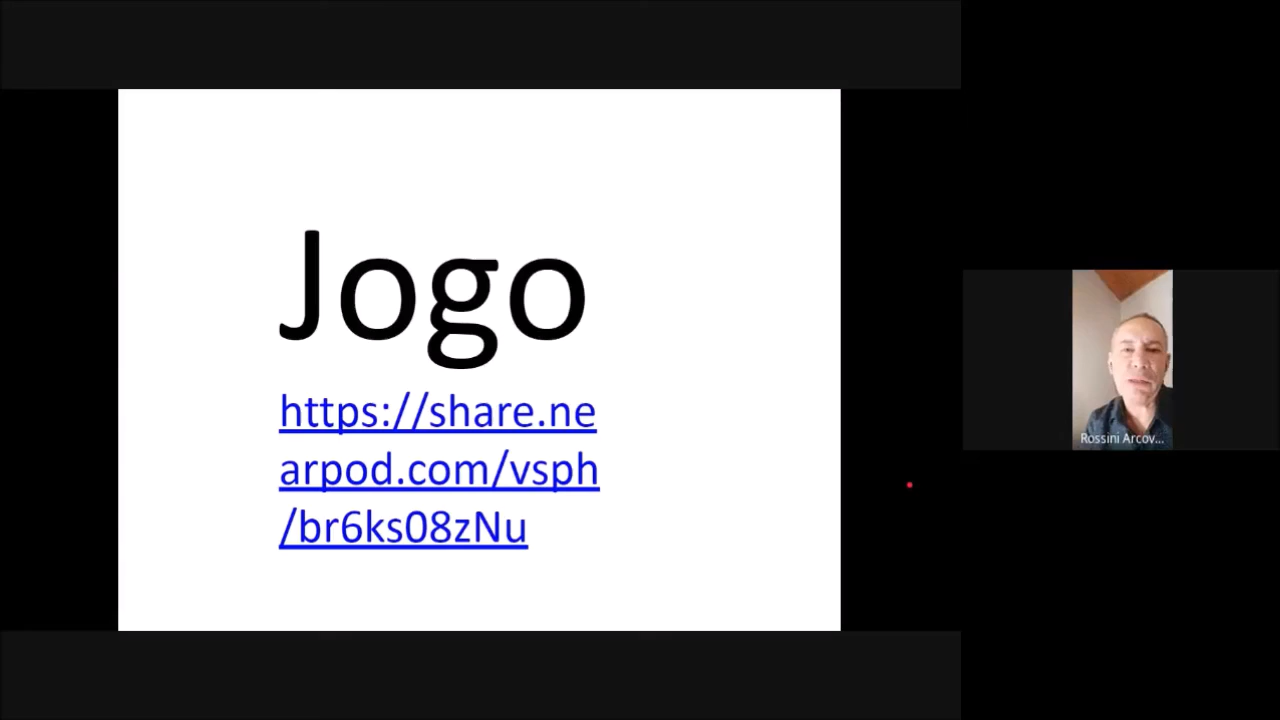 Jogo
https://share.ne
arpod.com/vsph
/br6ks08zNu
Rossini Arcov...